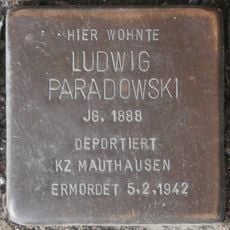 HIER WOHNTE
LUDWIG
PARADOWSKI
JG. 1888
DEPORTIERT
KZ MAUTHAUSEN
ERMORDET 5.2.1942